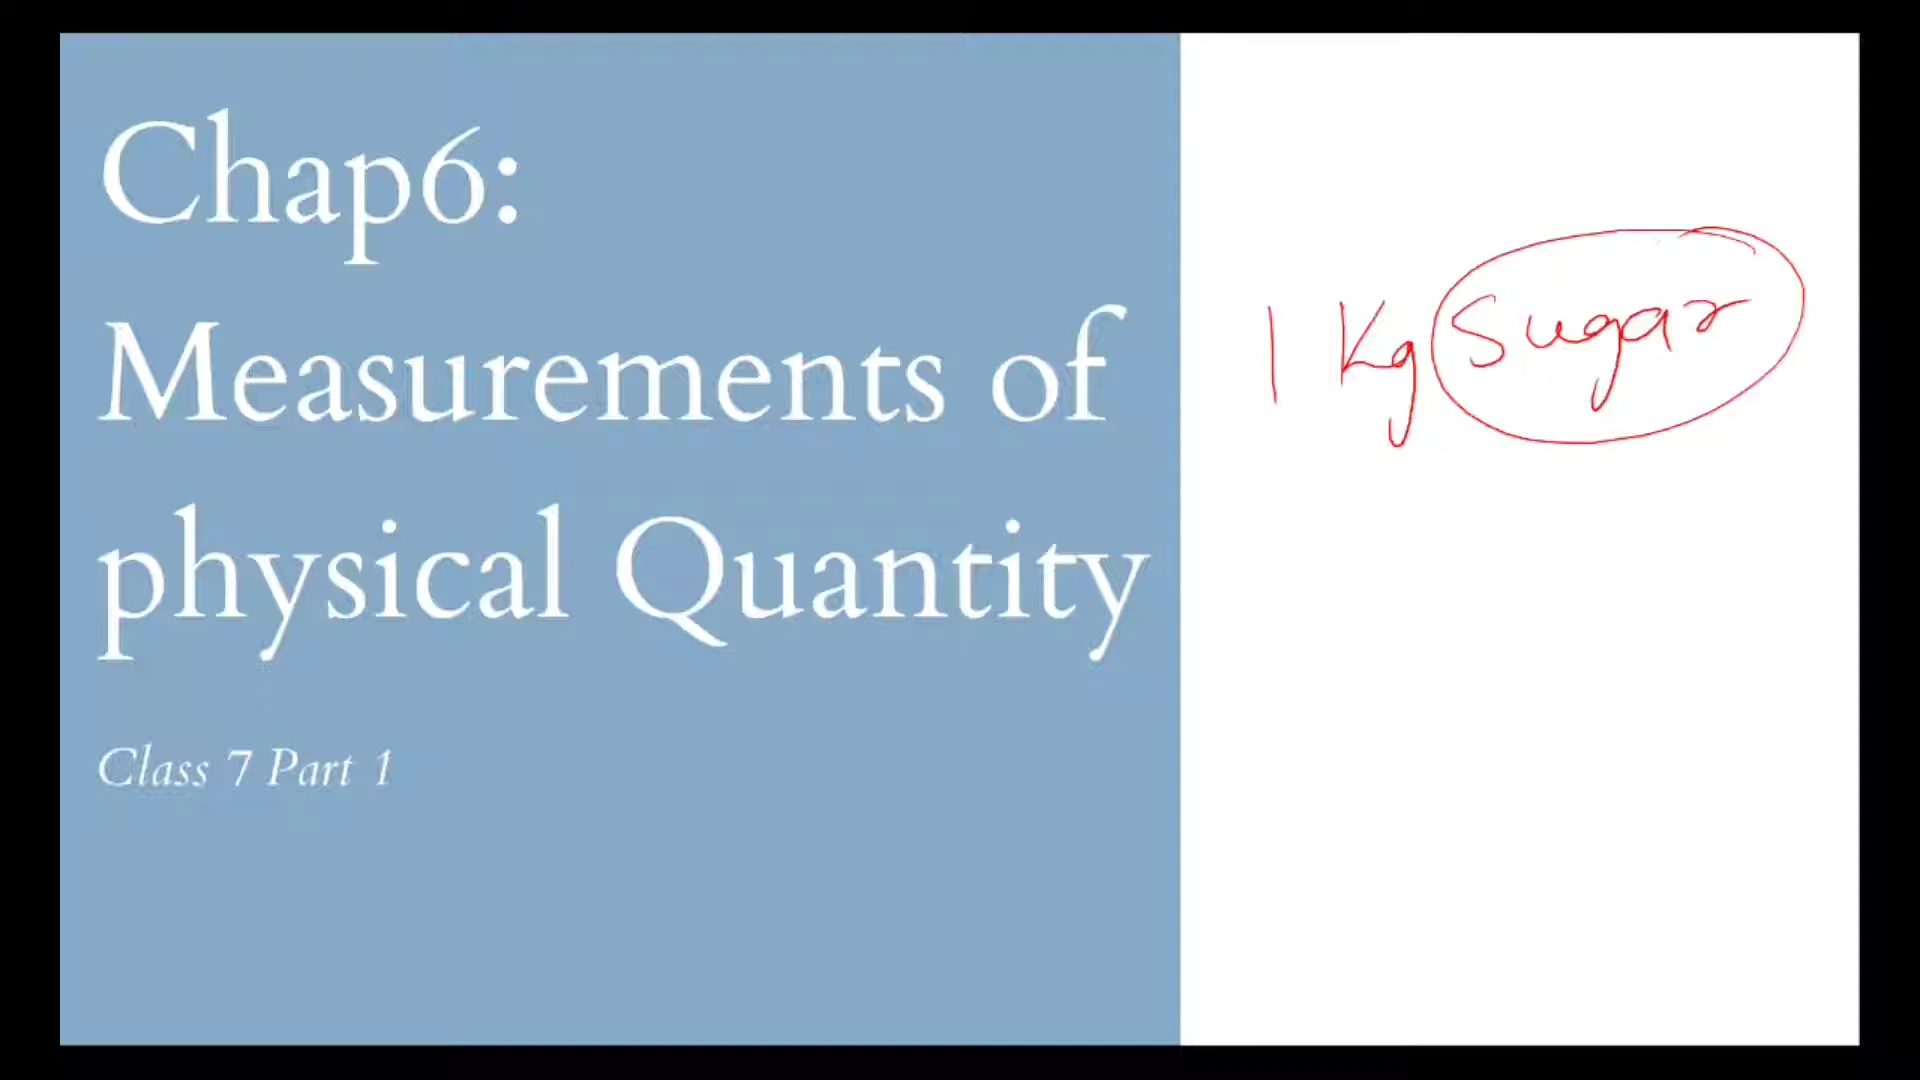 Chap6:
Measurements of
physical Quantity
Class 7 Part 1
1 Kg Sugar